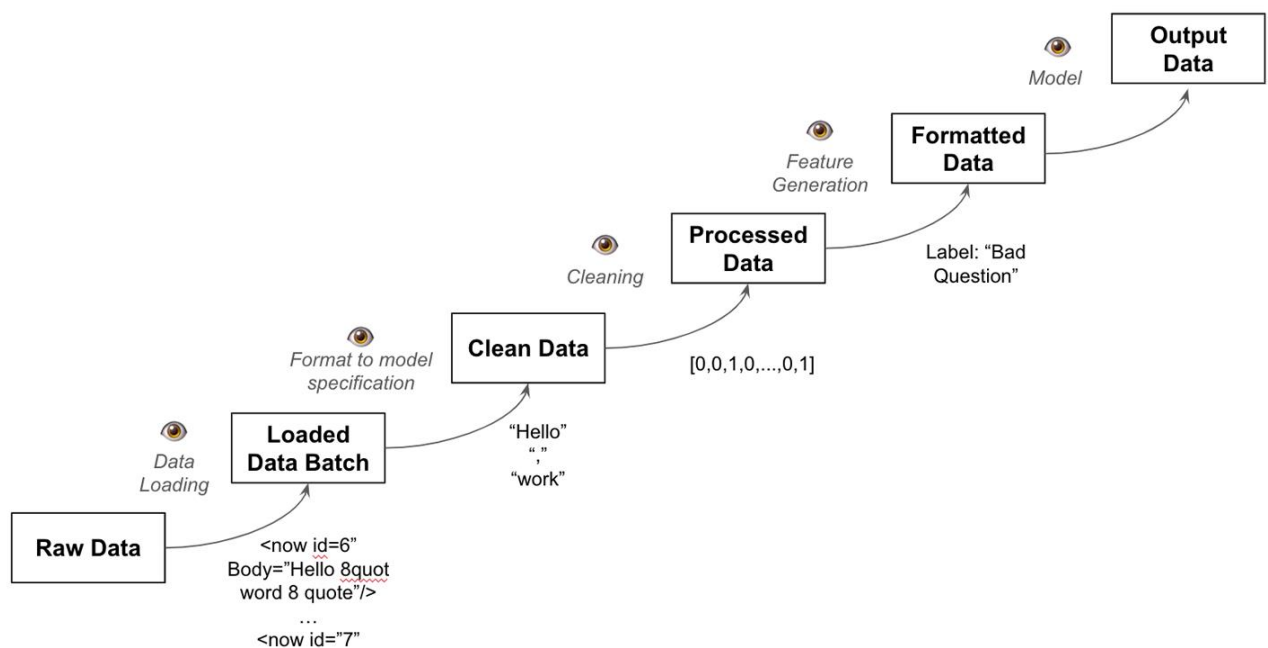 Output
Data
Model
Formatted
Data
Feature
Generation
Processed
Data
Label: “Bad
Question”
Cleaning
Clean Data
[0,0,1,0,...,0,1]
Format to model
specification
Loaded
Data Batch
“Hello”
“,”
“work”
Data
Loading
Raw Data
<now id=6”
Body=”Hello 8quot
word 8 quote”/>
...
<now id=”7”